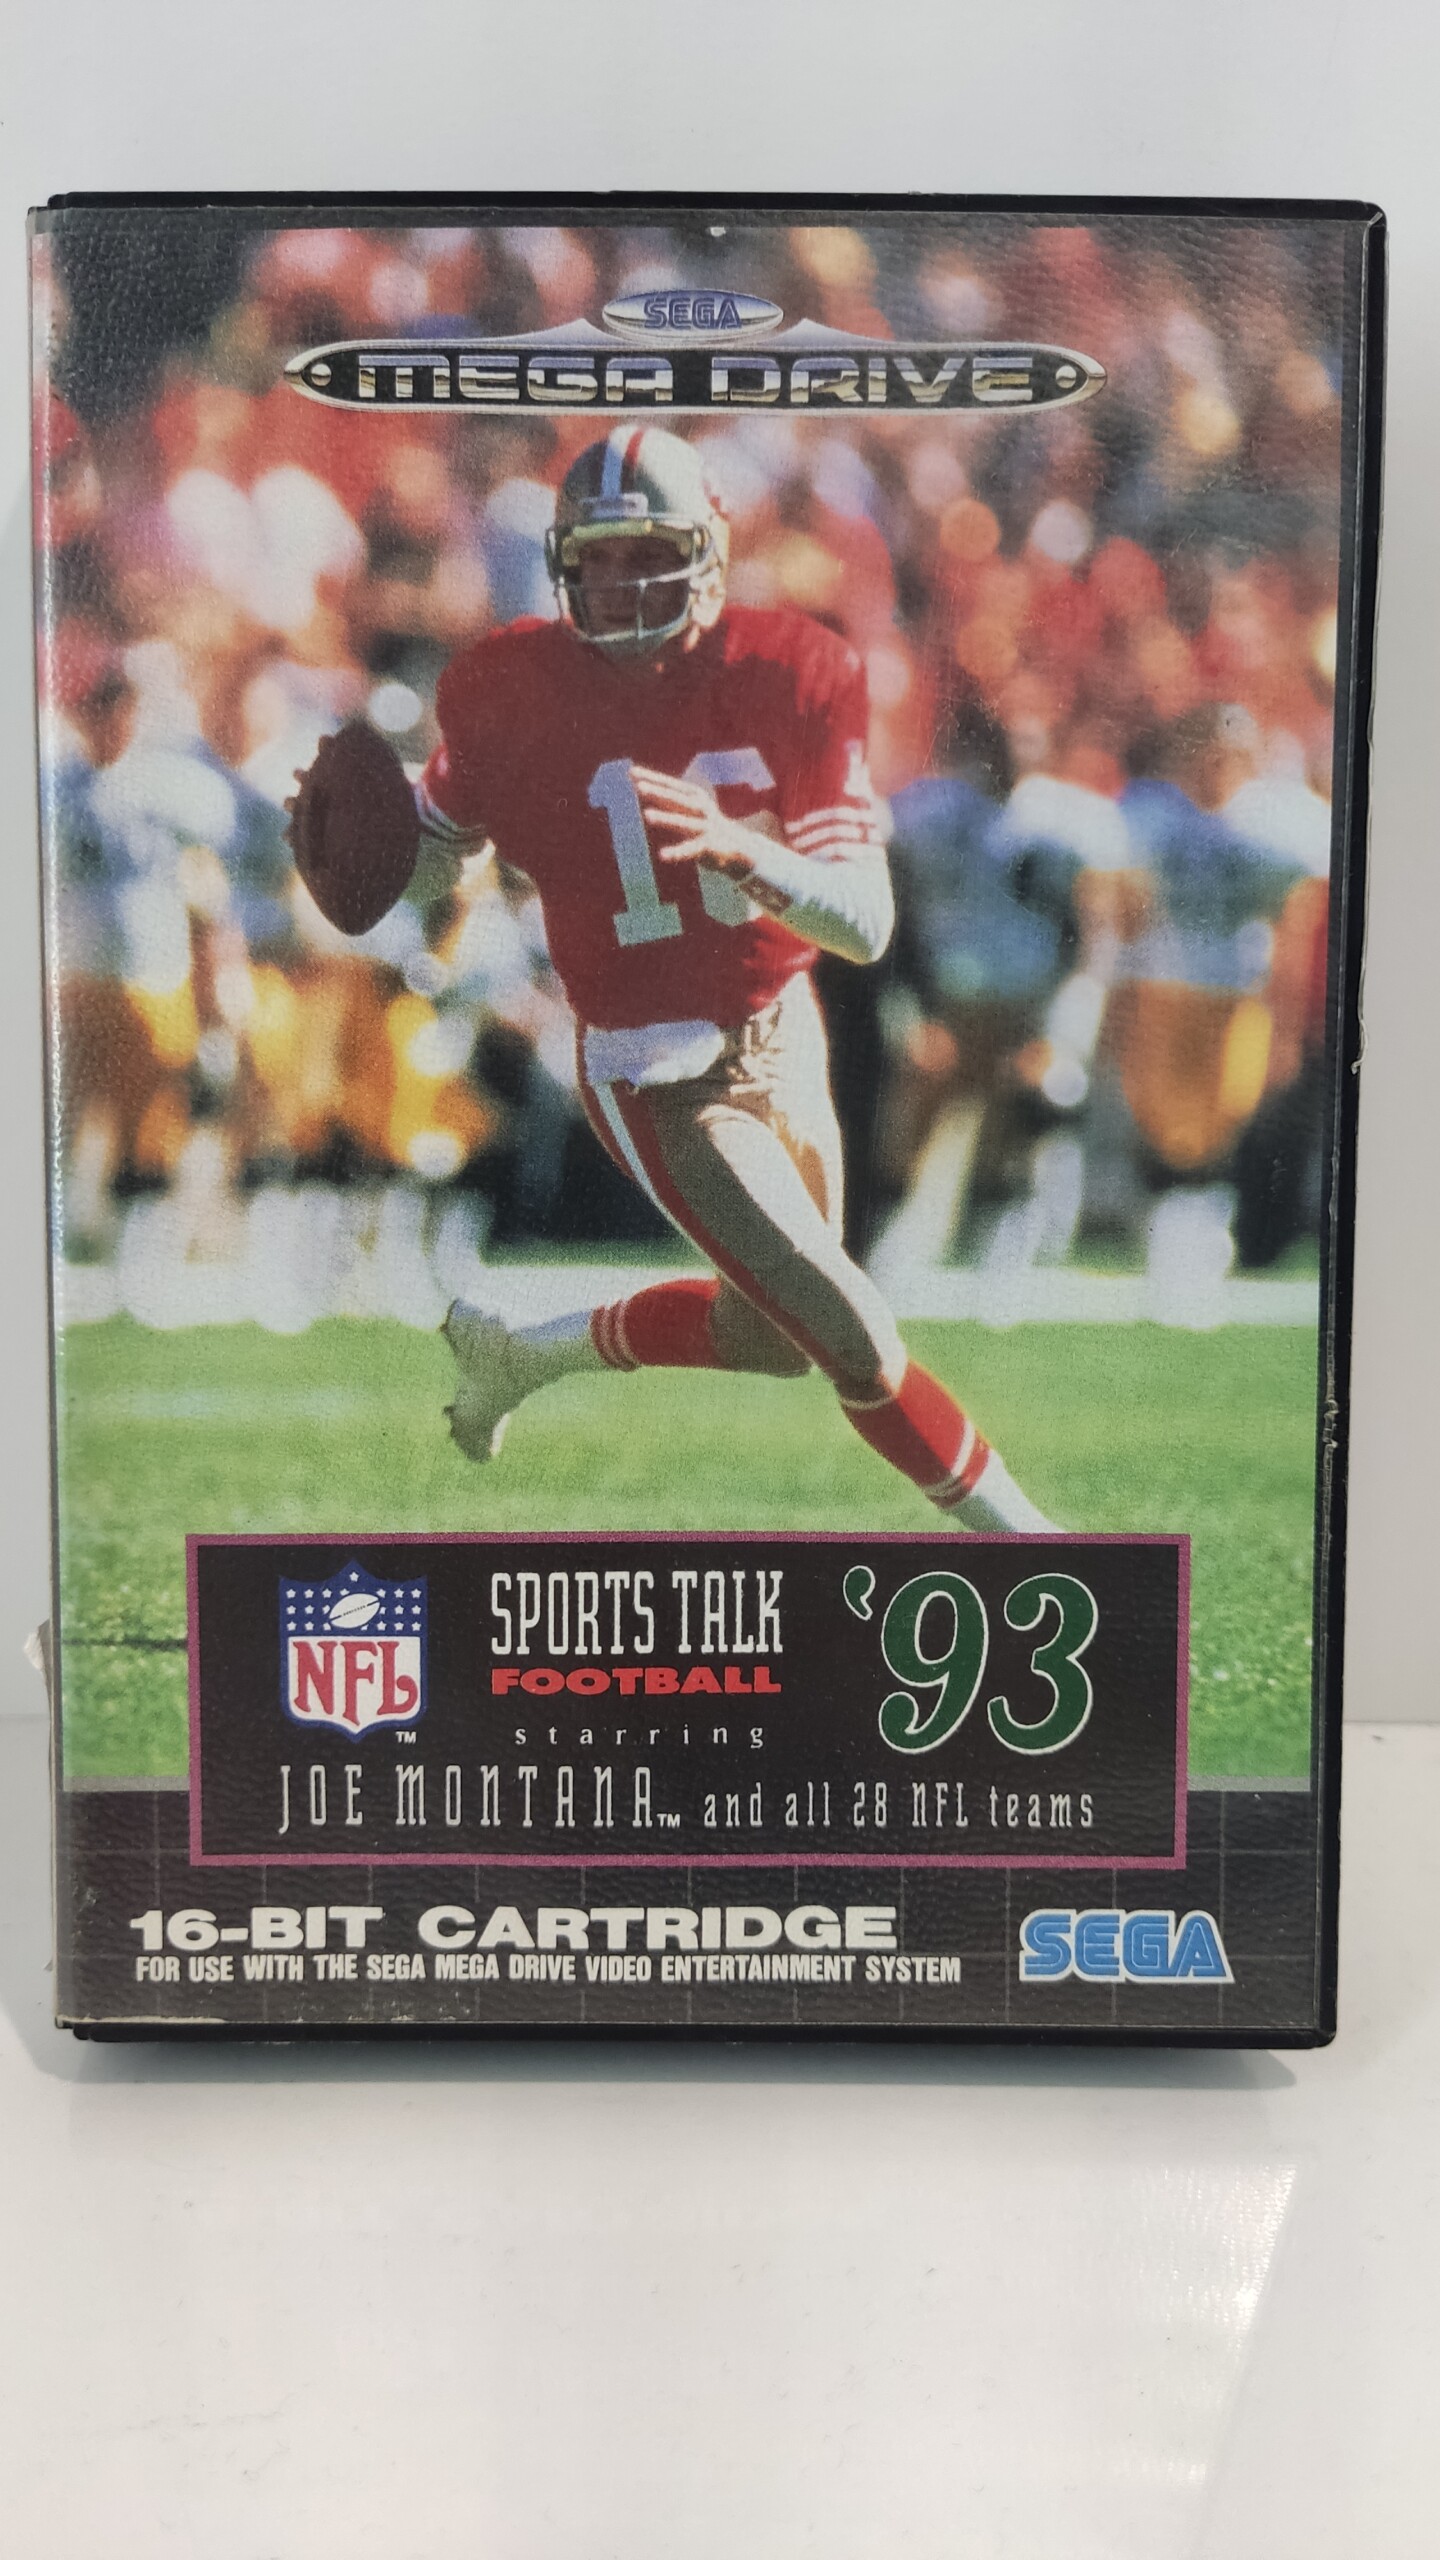 SEGA
MEGA DRIVE
16
NFL
TM
SPORTS TALK
FOOTBALL
'93
starring
JOE MONTANA™ and all 28 NFL teams
16-BIT CARTRIDGE
FOR USE WITH THE SEGA MEGA DRIVE VIDEO ENTERTAINMENT SYSTEM
SEGA